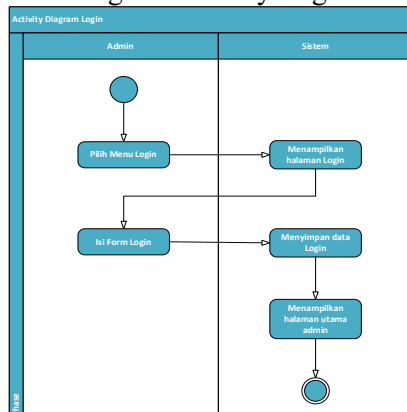 Activity Diagram Login
Admin
Sistem
Pilih Menu Login
Menampilkan
halaman Login
Isi Form Login
Menyimpan data
Login
Menampilkan
halaman utama
admin